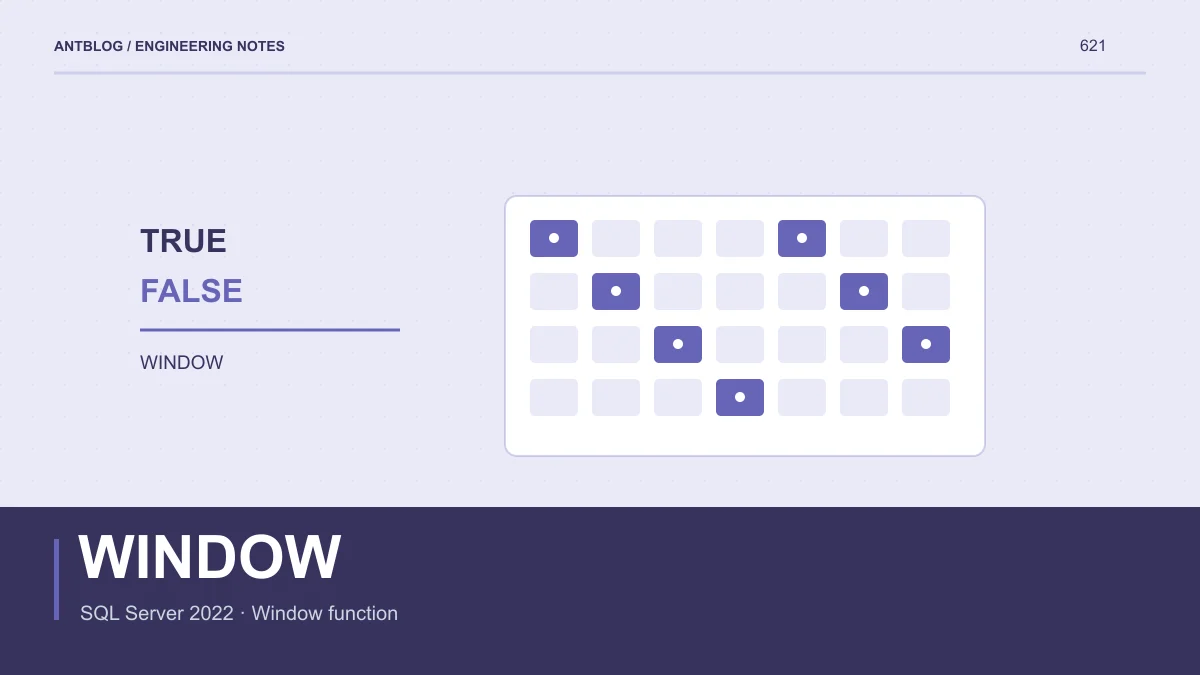 ANTBLOG / ENGINEERING NOTES
621
TRUE
FALSE
WINDOW
WINDOW
SQL Server 2022 · Window function